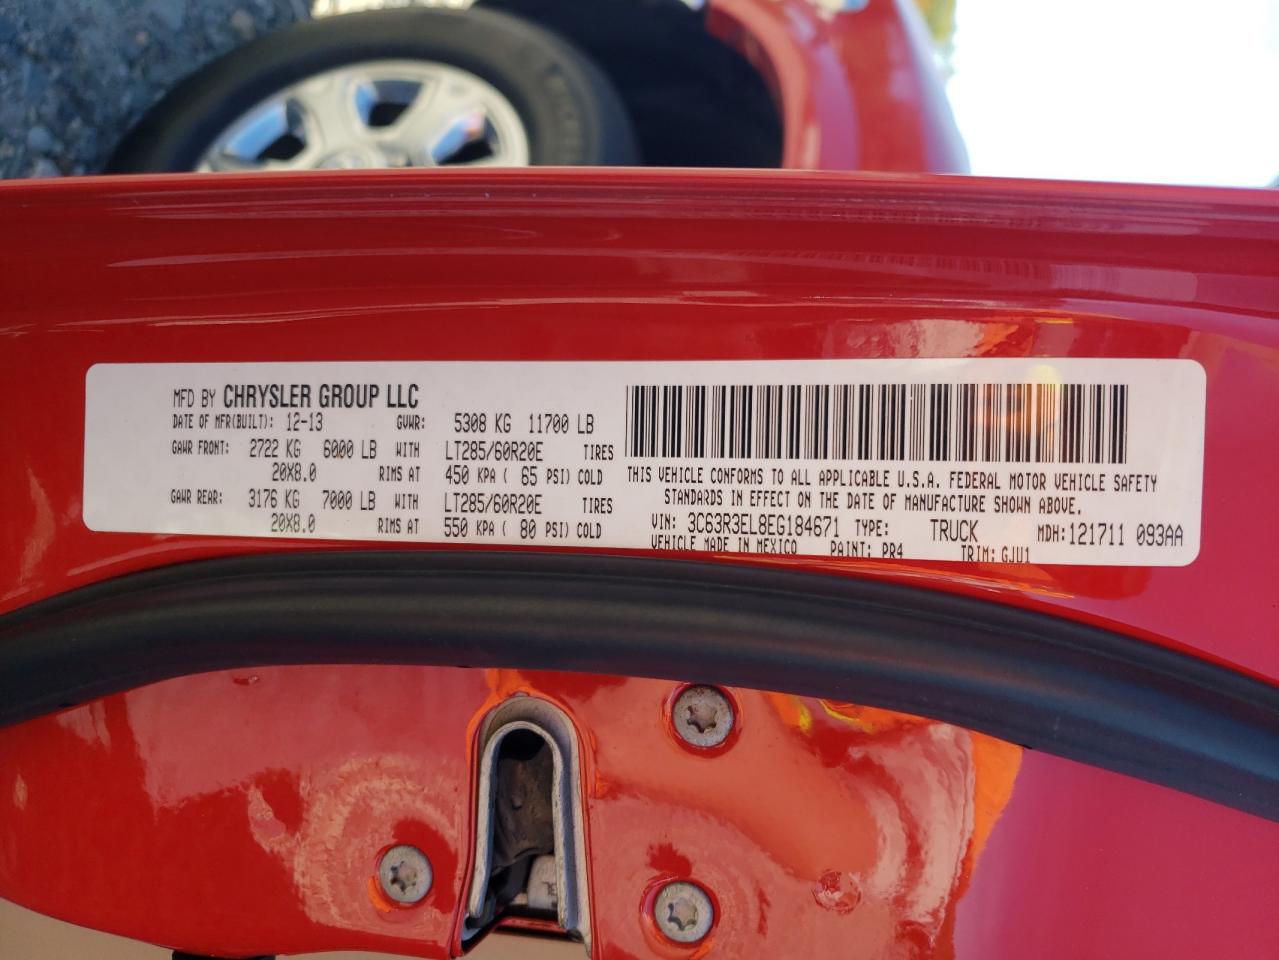 MFD BY CHRYSLER GROUP LLC
DATE OF MFR(BUILT): 12-13 GVWR: 5308 KG 11700 LB
GAWR FRONT: 2722 KG 6000 LB WITH LT285/60R20E TIRES
20X8.0 RIMS AT 450 KPA ( 65 PSI) COLD
GAWR REAR: 3176 KG 7000 LB WITH LT285/60R20E TIRES
20X8.0 RIMS AT 550 KPA ( 80 PSI) COLD
THIS VEHICLE CONFORMS TO ALL APPLICABLE U.S.A. FEDERAL MOTOR VEHICLE SAFETY
STANDARDS IN EFFECT ON THE DATE OF MANUFACTURE SHOWN ABOVE.
VIN: 3C63R3EL8EG184671 TYPE: TRUCK MDH:121711 093AA
VEHICLE MADE IN MEXICO PAINT: PR4 TRIM: GJU1